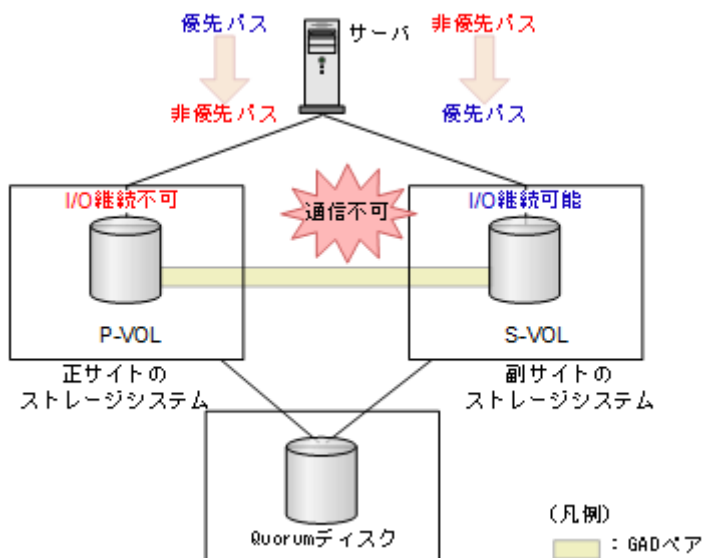 優先パス
サーバ
非優先パス
非優先パス
優先パス
I/O継続不可
通信不可
I/O継続可能
P-VOL
S-VOL
正サイトの
ストレージシステム
副サイトの
ストレージシステム
Quorumディスク
(凡例)
：GADペア